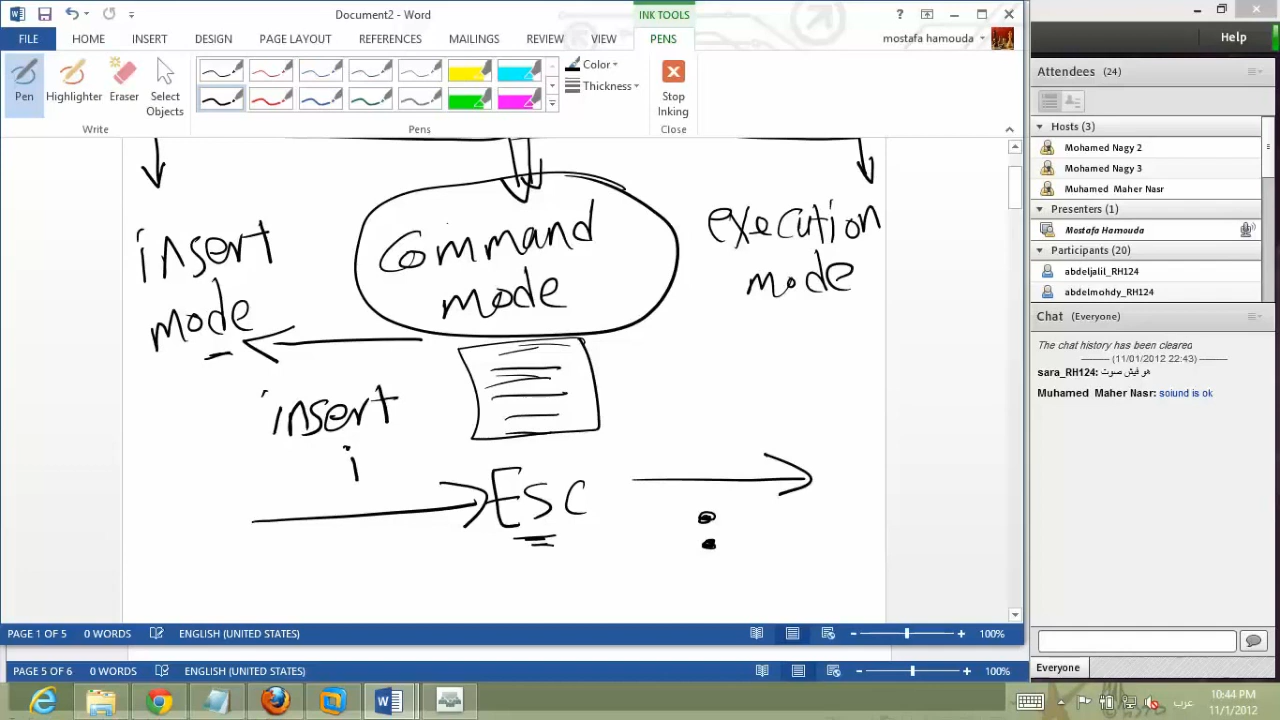 Document2 - Word
INK TOOLS
?
FILE
HOME
INSERT
DESIGN
PAGE LAYOUT
REFERENCES
MAILINGS
REVIEW
VIEW
PENS
mostafa hamouda
Pen
Highlighter
Eraser
Select
Objects
Color
Thickness
Stop
Inking
Write
Pens
Close
insert
mode
Command
mode
execution
mode
insert
i
Esc
:
PAGE 1 OF 5
0 WORDS
ENGLISH (UNITED STATES)
100%
PAGE 5 OF 6
0 WORDS
ENGLISH (UNITED STATES)
100%
Help
Attendees (24)
Hosts (3)
Mohamed Nagy 2
Mohamed Nagy 3
Muhamed Maher Nasr
Presenters (1)
Mostafa Hamouda
Participants (20)
abdeljalil_RH124
abdelmohdy_RH124
Chat (Everyone)
The chat history has been cleared
(11/01/2012 22:43)
sara_RH124: هو فيش صوت
Muhamed Maher Nasr: soiund is ok
Everyone
عرب
10:44 PM
11/1/2012